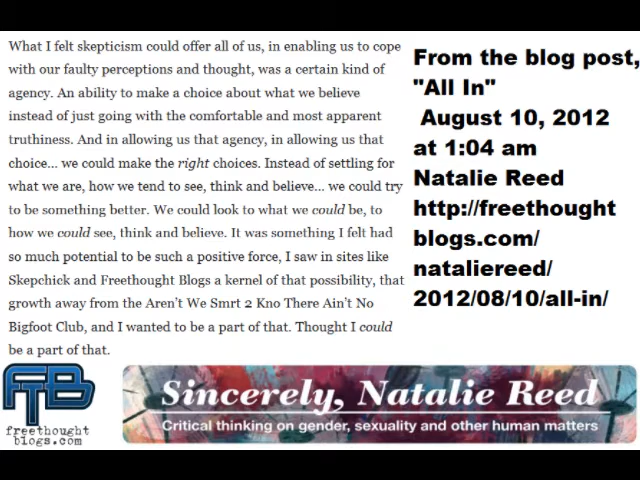 What I felt skepticism could offer all of us, in enabling us to cope
with our faulty perceptions and thought, was a certain kind of
agency. An ability to make a choice about what we believe
instead of just going with the comfortable and most apparent
truthiness. And in allowing us that agency, in allowing us that
choice... we could make the right choices. Instead of settling for
what we are, how we tend to see, think and believe... we could try
to be something better. We could look to what we could be, to
how we could see, think and believe. It was something I felt had
so much potential to be such a positive force, I saw in sites like
Skepchick and Freethought Blogs a kernel of that possibility, that
growth away from the Aren't We Smrt 2 Kno There Ain't No
Bigfoot Club, and I wanted to be a part of that. Thought I could
be a part of that.
From the blog post,
"All In"
August 10, 2012
at 1:04 am
Natalie Reed
http://freethought
blogs.com/
nataliereed/
2012/08/10/all-in/
FTB
freethought
blogs.com
Sincerely, Natalie Reed
Critical thinking on gender, sexuality and other human matters